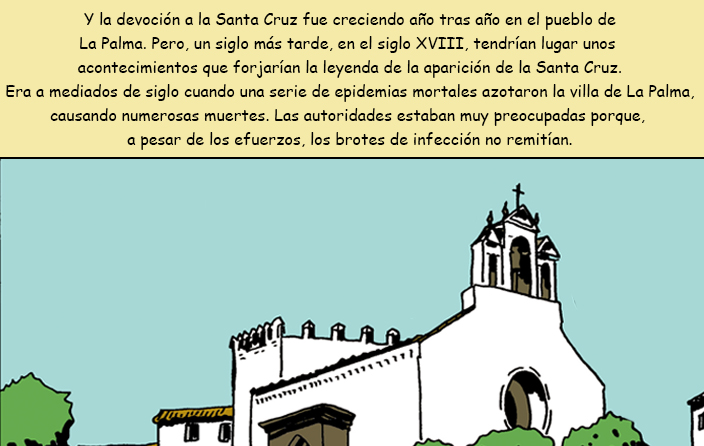 Y la devoción a la Santa Cruz fue creciendo año tras año en el pueblo de
La Palma. Pero, un siglo más tarde, en el siglo XVIII, tendrían lugar unos
acontecimientos que forjarían la leyenda de la aparición de la Santa Cruz.
Era a mediados de siglo cuando una serie de epidemias mortales azotaron la villa de La Palma,
causando numerosas muertes. Las autoridades estaban muy preocupadas porque,
a pesar de los efuerzos, los brotes de infección no remitían.